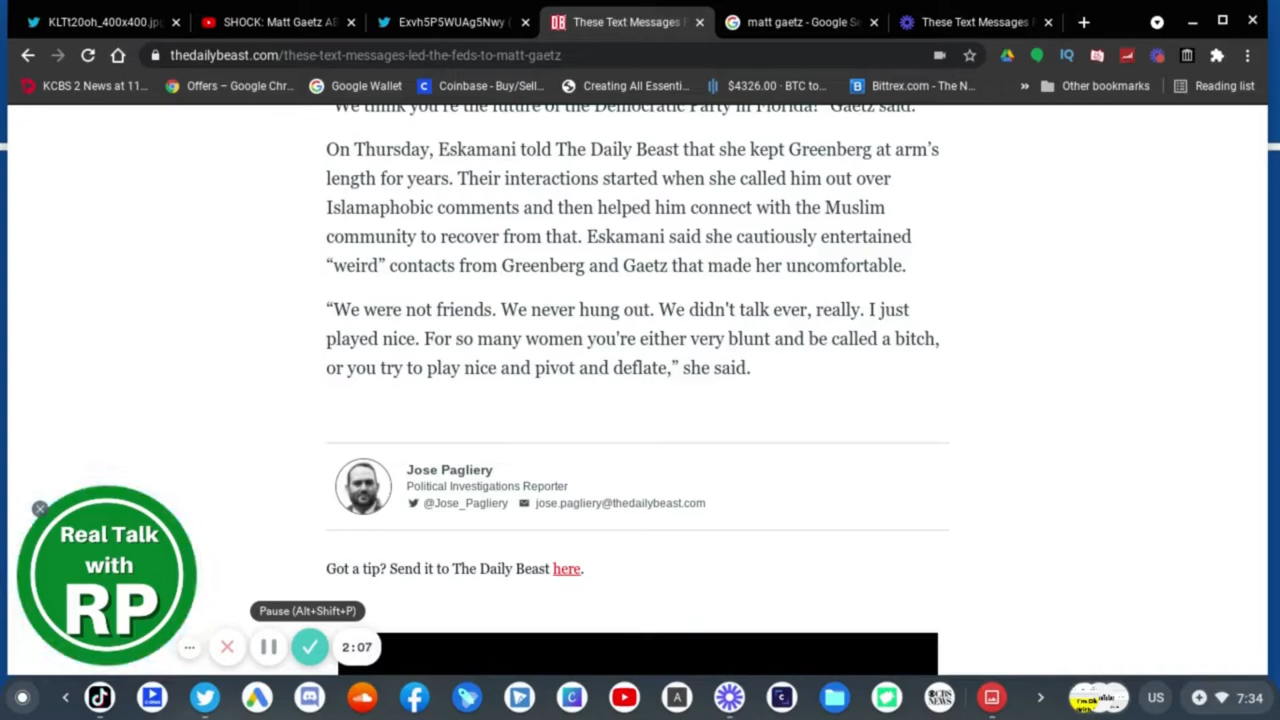 KLTt20oh_400x400.jpg
SHOCK: Matt Gaetz AB
Exvh5P5WUAg5Nwy (
These Text Messages
matt gaetz - Google Se
These Text Messages
thedailybeast.com/these-text-messages-led-the-feds-to-matt-gaetz
KCBS 2 News at 11...
Offers – Google Chr...
Google Wallet
Coinbase - Buy/Sell...
Creating All Essenti...
$4326.00 · BTC to...
Bittrex.com - The N...
»
Other bookmarks
Reading list
"We think you're the future of the Democratic Party in Florida!" Gaetz said.
On Thursday, Eskamani told The Daily Beast that she kept Greenberg at arm's
length for years. Their interactions started when she called him out over
Islamaphobic comments and then helped him connect with the Muslim
community to recover from that. Eskamani said she cautiously entertained
“weird” contacts from Greenberg and Gaetz that made her uncomfortable.
“We were not friends. We never hung out. We didn't talk ever, really. I just
played nice. For so many women you're either very blunt and be called a bitch,
or you try to play nice and pivot and deflate,” she said.
Jose Pagliery
Political Investigations Reporter
@Jose_Pagliery jose.pagliery@thedailybeast.com
Got a tip? Send it to The Daily Beast here.
Real Talk
with
RP
Pause (Alt+Shift+P)
2:07
US
7:34